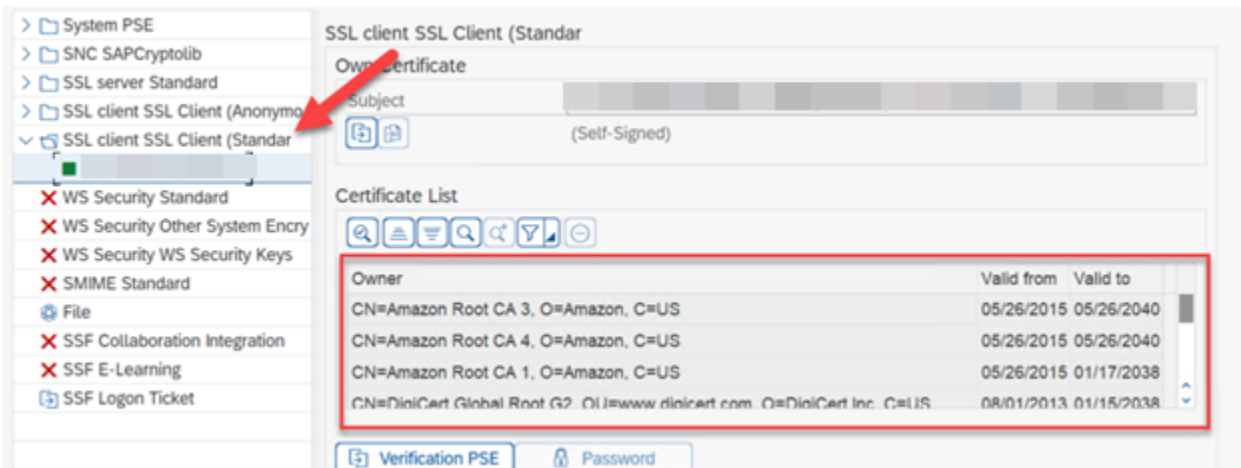 System PSE
SNC SAPCryptolib
SSL server Standard
SSL client SSL Client (Anonymo
SSL client SSL Client (Standar
WS Security Standard
WS Security Other System Encry
WS Security WS Security Keys
SMIME Standard
File
SSF Collaboration Integration
SSF E-Learning
SSF Logon Ticket
SSL client SSL Client (Standar
Own Certificate
Subject
(Self-Signed)
Certificate List
Owner Valid from Valid to
CN=Amazon Root CA 3, O=Amazon, C=US 05/26/2015 05/26/2040
CN=Amazon Root CA 4, O=Amazon, C=US 05/26/2015 05/26/2040
CN=Amazon Root CA 1, O=Amazon, C=US 05/26/2015 01/17/2038
CN=DigiCert Global Root G2, OU=www.digicert.com, O=DigiCert Inc, C=US 08/01/2013 01/15/2038
Verification PSE Password